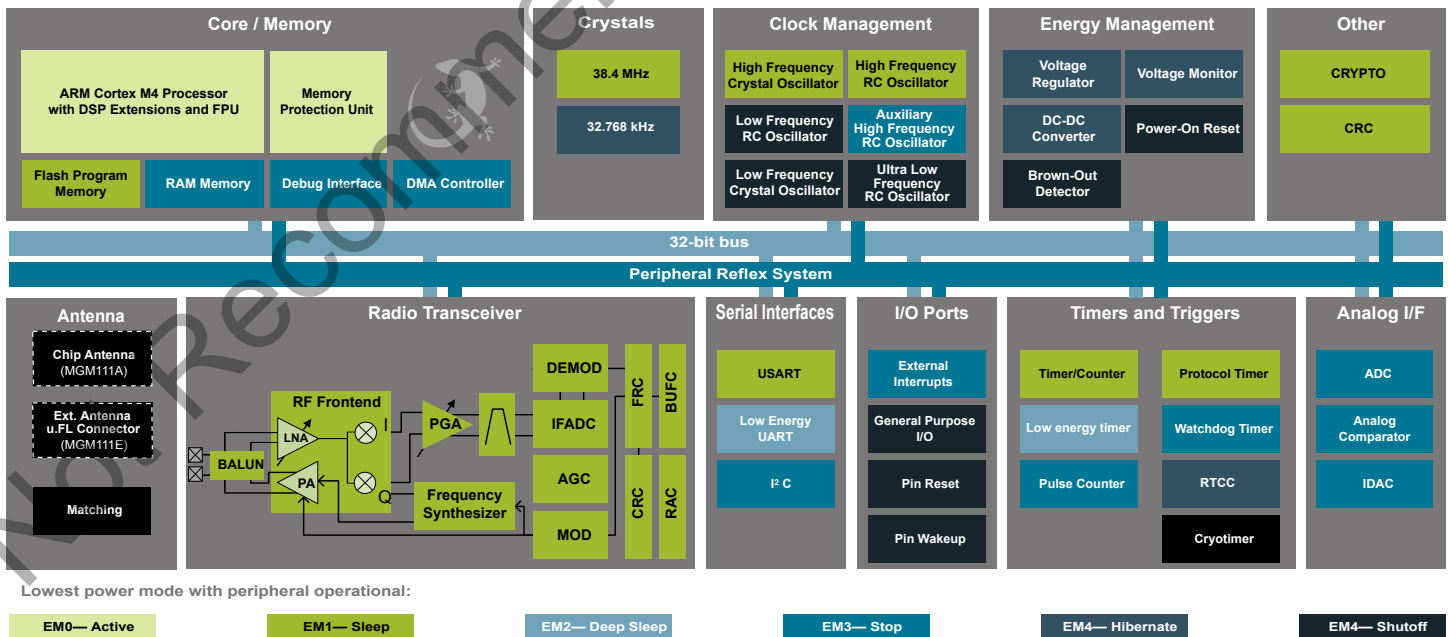 Core / Memory
ARM Cortex M4 Processor
with DSP Extensions and FPU
Memory
Protection Unit
Flash Program
Memory
RAM Memory
Debug Interface
DMA Controller
Crystals
38.4 MHz
32.768 kHz
Clock Management
High Frequency
Crystal Oscillator
High Frequency
RC Oscillator
Low Frequency
RC Oscillator
Auxiliary
High Frequency
RC Oscillator
Low Frequency
Crystal Oscillator
Ultra Low
Frequency
RC Oscillator
Energy Management
Voltage
Regulator
Voltage Monitor
DC-DC
Converter
Power-On Reset
Brown-Out
Detector
Other
CRYPTO
CRC
32-bit bus
Peripheral Reflex System
Antenna
Chip Antenna
(MGM111A)
Ext. Antenna
u.FL Connector
(MGM111E)
Matching
Radio Transceiver
RF Frontend
LNA
I
BALUN
PA
Q
PGA
Frequency
Synthesizer
DEMOD
IFADC
AGC
MOD
FRC
BUFC
CRC
RAC
Serial Interfaces
USART
Low Energy
UART
I² C
I/O Ports
External
Interrupts
General Purpose
I/O
Pin Reset
Pin Wakeup
Timers and Triggers
Timer/Counter
Protocol Timer
Low energy timer
Watchdog Timer
Pulse Counter
RTCC
Cryotimer
Analog I/F
ADC
Analog
Comparator
IDAC
Lowest power mode with peripheral operational:
EM0— Active
EM1— Sleep
EM2— Deep Sleep
EM3— Stop
EM4— Hibernate
EM4— Shutoff